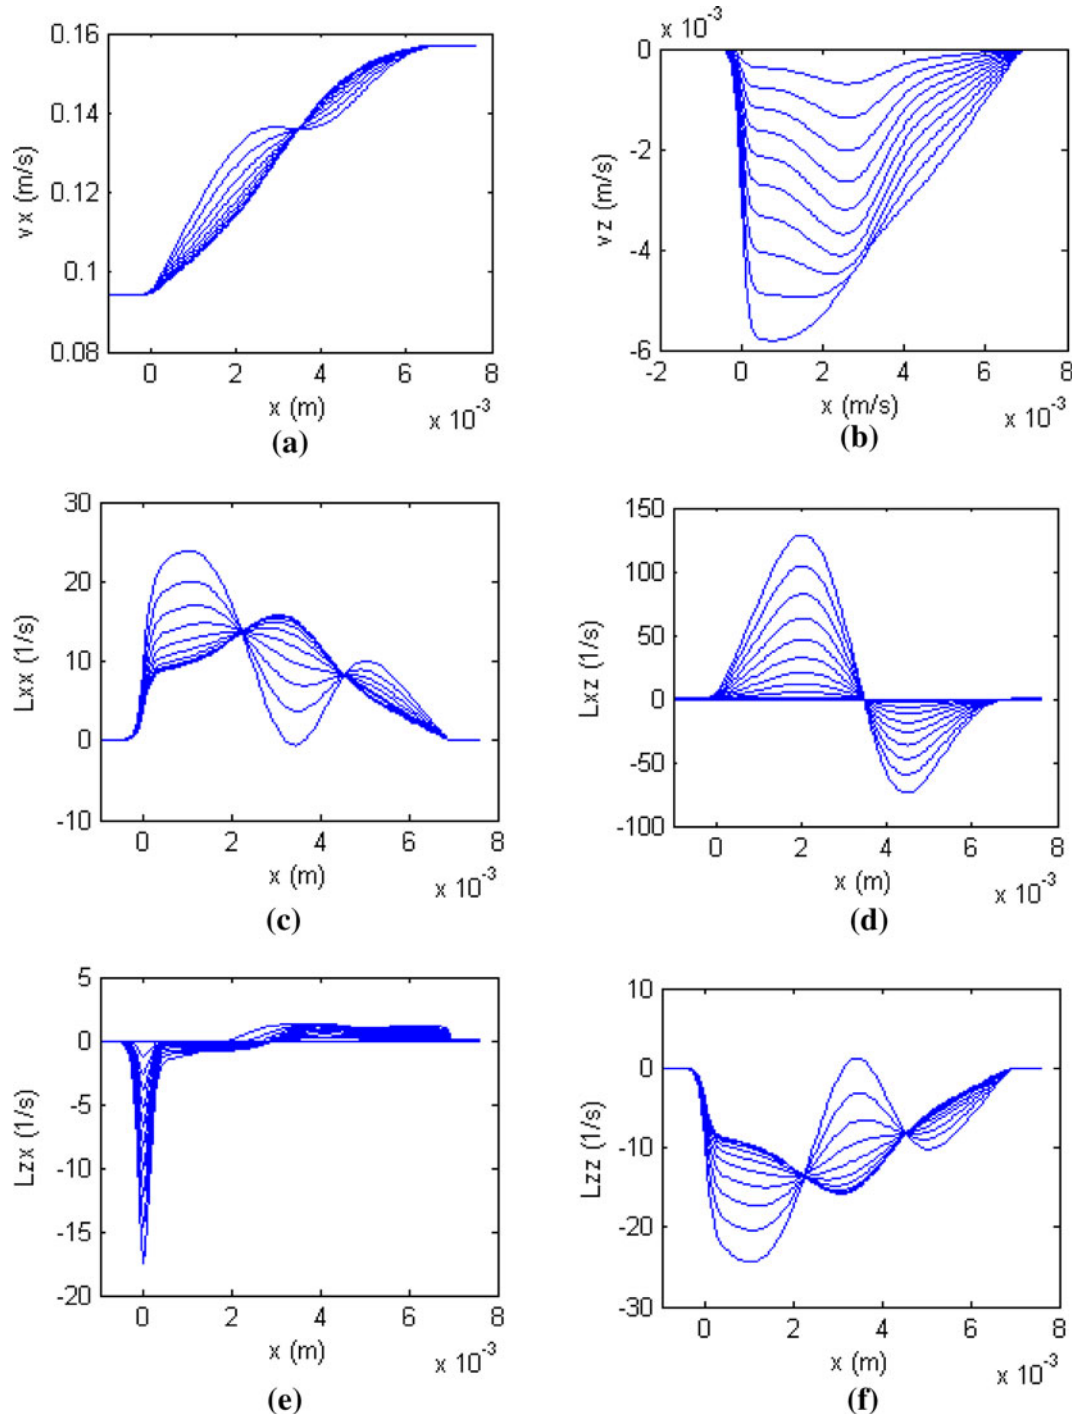 0.16
0.14
0.12
0.1
0.08
vx (m/s)
0 2 4 6 8
x (m)
x 10^-3
(a)
x 10^-3
0
-2
-4
-6
vz (m/s)
-2 0 2 4 6 8
x (m/s)
x 10^-3
(b)
30
20
10
0
-10
Lxx (1/s)
0 2 4 6 8
x (m)
x 10^-3
(c)
150
100
50
0
-50
-100
Lxz (1/s)
0 2 4 6 8
x (m)
x 10^-3
(d)
5
0
-5
-10
-15
-20
Lzx (1/s)
0 2 4 6 8
x (m)
x 10^-3
(e)
10
0
-10
-20
-30
Lzz (1/s)
0 2 4 6 8
x (m)
x 10^-3
(f)